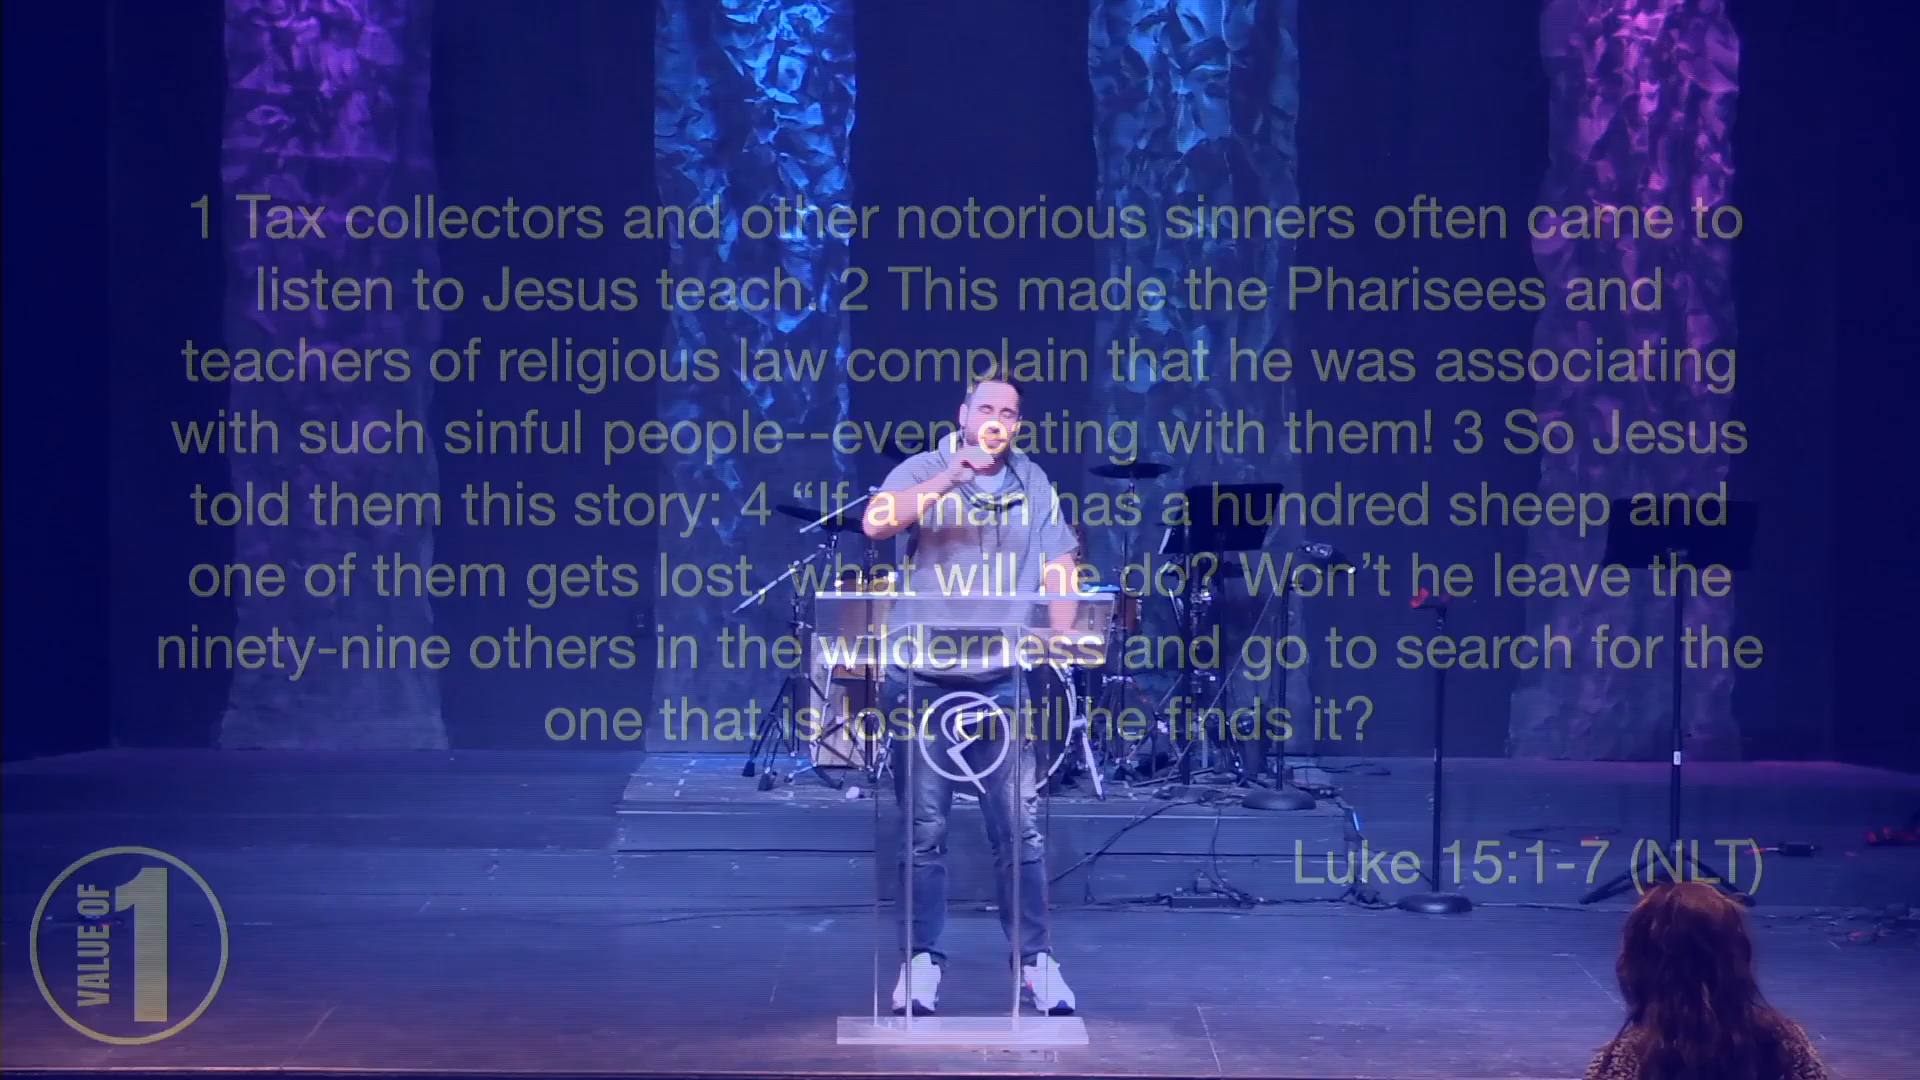 1 Tax collectors and other notorious sinners often came to
listen to Jesus teach. 2 This made the Pharisees and
teachers of religious law complain that he was associating
with such sinful people--even eating with them! 3 So Jesus
told them this story: 4 “If a man has a hundred sheep and
one of them gets lost, what will he do? Won’t he leave the
ninety-nine others in the wilderness and go to search for the
one that is lost until he finds it?
Luke 15:1-7 (NLT)
VALUE OF
1